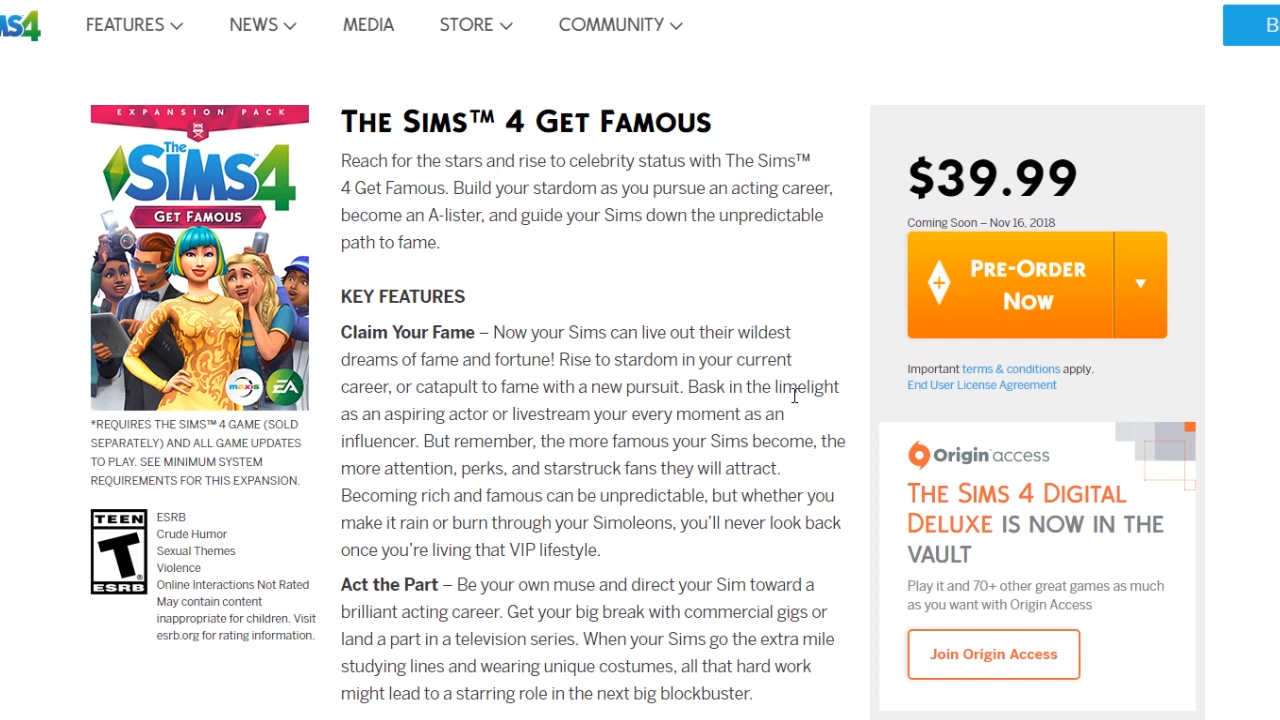 MS4
FEATURES
NEWS
MEDIA
STORE
COMMUNITY
B
EXPANSION PACK
The
SIMS4
GET FAMOUS
maxis
EA
*REQUIRES THE SIMS™ 4 GAME (SOLD
SEPARATELY) AND ALL GAME UPDATES
TO PLAY. SEE MINIMUM SYSTEM
REQUIREMENTS FOR THIS EXPANSION.
TEEN
T
ESRB
ESRB
Crude Humor
Sexual Themes
Violence
Online Interactions Not Rated
May contain content
inappropriate for children. Visit
esrb.org for rating information.
THE SIMS™ 4 GET FAMOUS
Reach for the stars and rise to celebrity status with The Sims™
4 Get Famous. Build your stardom as you pursue an acting career,
become an A-lister, and guide your Sims down the unpredictable
path to fame.
KEY FEATURES
Claim Your Fame – Now your Sims can live out their wildest
dreams of fame and fortune! Rise to stardom in your current
career, or catapult to fame with a new pursuit. Bask in the limelight
as an aspiring actor or livestream your every moment as an
influencer. But remember, the more famous your Sims become, the
more attention, perks, and starstruck fans they will attract.
Becoming rich and famous can be unpredictable, but whether you
make it rain or burn through your Simoleons, you’ll never look back
once you’re living that VIP lifestyle.
Act the Part – Be your own muse and direct your Sim toward a
brilliant acting career. Get your big break with commercial gigs or
land a part in a television series. When your Sims go the extra mile
studying lines and wearing unique costumes, all that hard work
might lead to a starring role in the next big blockbuster.
$39.99
Coming Soon – Nov 16, 2018
PRE-ORDER
NOW
Important terms & conditions apply.
End User License Agreement
Origin access
THE SIMS 4 DIGITAL
DELUXE IS NOW IN THE
VAULT
Play it and 70+ other great games as much
as you want with Origin Access
Join Origin Access